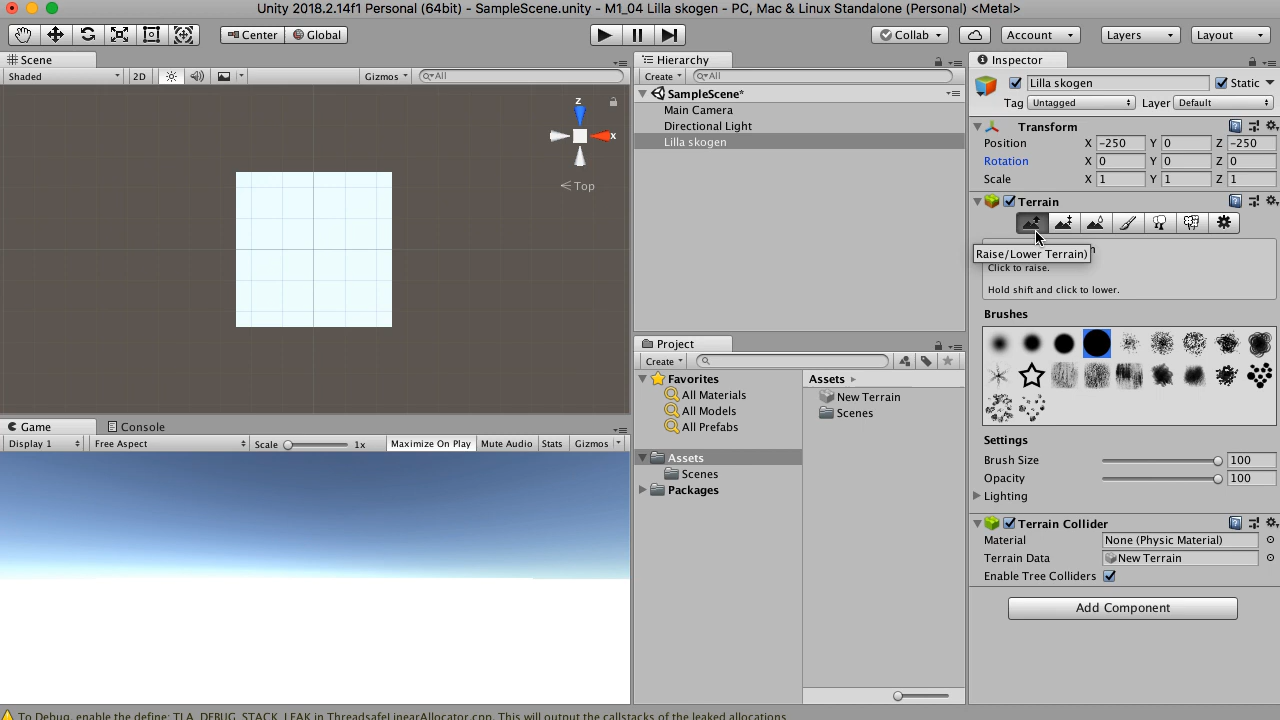 Unity 2018.2.14f1 Personal (64bit) - SampleScene.unity - M1_04 Lilla skogen - PC, Mac & Linux Standalone (Personal) <Metal>
Center Global Collab Account Layers Layout
Scene
Shaded 2D Gizmos All
z
x
Top
Game Console
Display 1 Free Aspect Scale 1x Maximize On Play Mute Audio Stats Gizmos
Hierarchy
Create All
SampleScene*
Main Camera
Directional Light
Lilla skogen
Project
Create
Favorites
All Materials
All Models
All Prefabs
Assets
Scenes
Packages
Assets
New Terrain
Scenes
Inspector
Lilla skogen Static
Tag Untagged Layer Default
Transform
Position X -250 Y 0 Z -250
Rotation X 0 Y 0 Z 0
Scale X 1 Y 1 Z 1
Terrain
Raise/Lower Terrain)
Click to raise.
Hold shift and click to lower.
Brushes
Settings
Brush Size 100
Opacity 100
Lighting
Terrain Collider
Material None (Physic Material)
Terrain Data New Terrain
Enable Tree Colliders
Add Component
To Debug, enable the define: TLA_DEBUG_STACK_LEAK in ThreadsafeLinearAllocator.cpp. This will output the callstacks of the leaked allocations